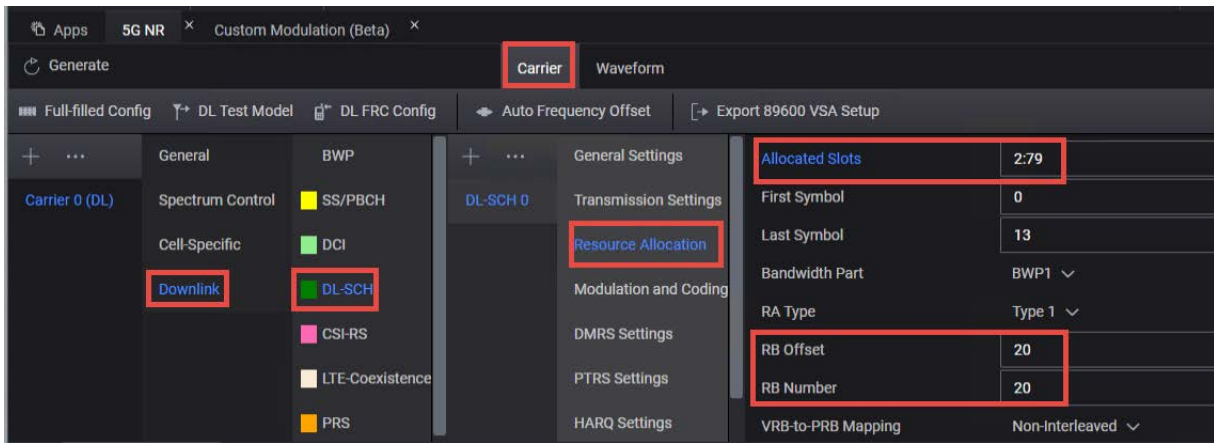 Apps 5G NR × Custom Modulation (Beta) ×
Generate Carrier Waveform
Full-filled Config DL Test Model DL FRC Config Auto Frequency Offset Export 89600 VSA Setup
+ ... General BWP + ... General Settings Allocated Slots 2:79
Carrier 0 (DL) Spectrum Control SS/PBCH DL-SCH 0 Transmission Settings First Symbol 0
Cell-Specific DCI Resource Allocation Last Symbol 13
Downlink DL-SCH Modulation and Coding Bandwidth Part BWP1
CSI-RS DMRS Settings RA Type Type 1
LTE-Coexistence PTRS Settings RB Offset 20
PRS HARQ Settings RB Number 20
VRB-to-PRB Mapping Non-Interleaved